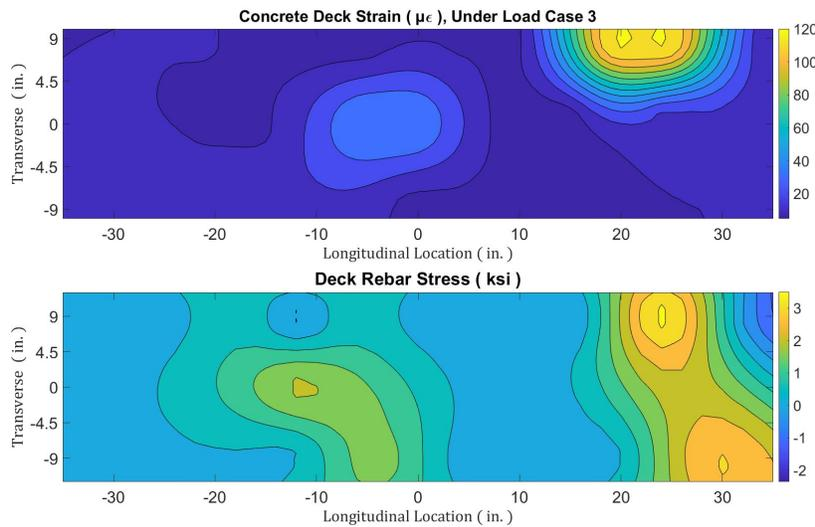 Concrete Deck Strain ( με ), Under Load Case 3
9
4.5
0
-4.5
-9
Transverse ( in. )
-30 -20 -10 0 10 20 30
Longitudinal Location ( in. )
120
100
80
60
40
20
Deck Rebar Stress ( ksi )
9
4.5
0
-4.5
-9
Transverse ( in. )
-30 -20 -10 0 10 20 30
Longitudinal Location ( in. )
3
2
1
0
-1
-2